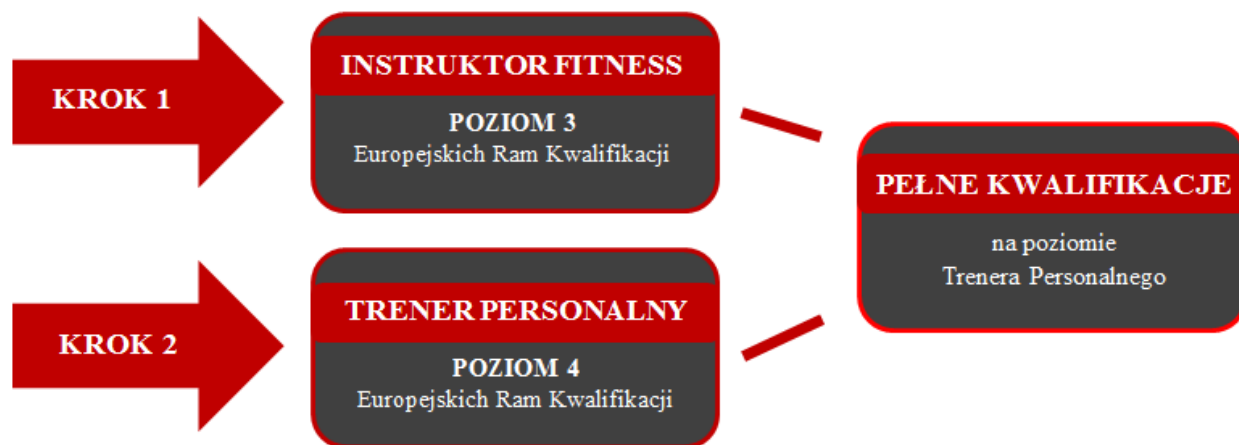 KROK 1
INSTRUKTOR FITNESS
POZIOM 3
Europejskich Ram Kwalifikacji
KROK 2
TRENER PERSONALNY
POZIOM 4
Europejskich Ram Kwalifikacji
PEŁNE KWALIFIKACJE
na poziomie
Trenera Personalnego